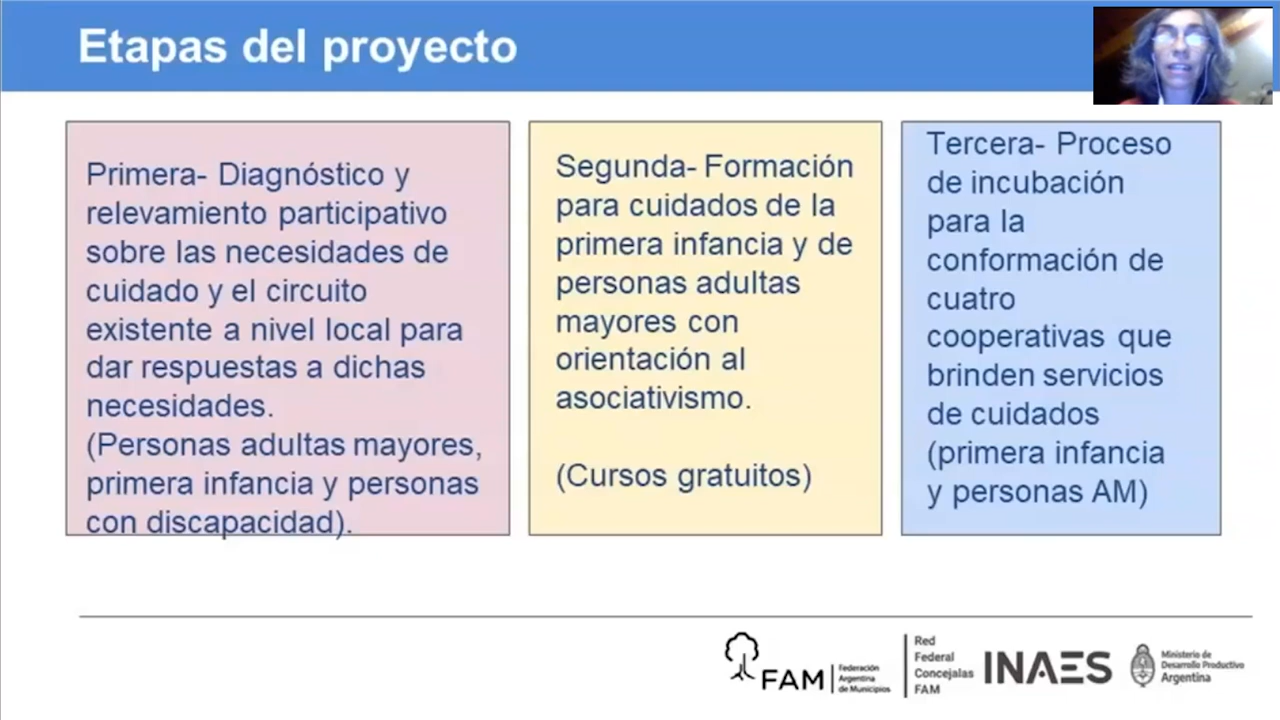 Etapas del proyecto
Primera- Diagnóstico y
relevamiento participativo
sobre las necesidades de
cuidado y el circuito
existente a nivel local para
dar respuestas a dichas
necesidades.
(Personas adultas mayores,
primera infancia y personas
con discapacidad).
Segunda- Formación
para cuidados de la
primera infancia y de
personas adultas
mayores con
orientación al
asociativismo.
(Cursos gratuitos)
Tercera- Proceso
de incubación
para la
conformación de
cuatro
cooperativas que
brinden servicios
de cuidados
(primera infancia
y personas AM)
FAM
Federación
Argentina
de Municipios
Red
Federal
Concejalas
FAM
INAES
Ministerio de
Desarrollo Productivo
Argentina